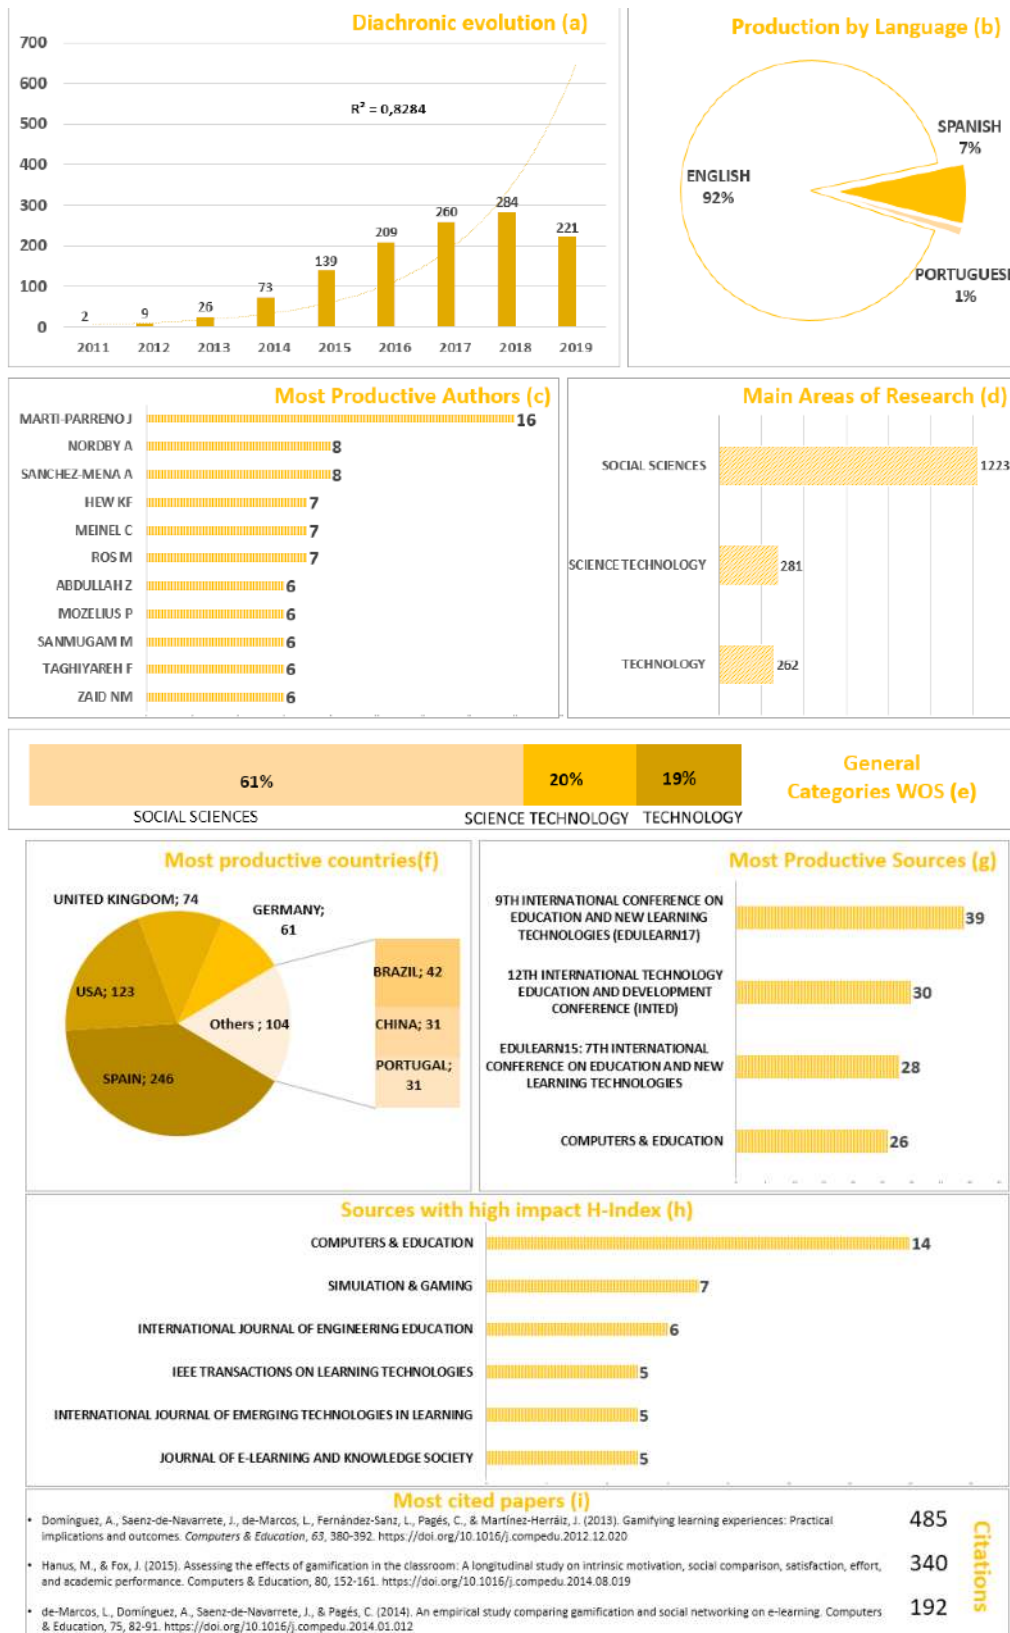 Diachronic evolution (a)
700
600
500
400
300
200
100
0
R² = 0,8284
2
9
26
73
139
209
260
284
221
2011 2012 2013 2014 2015 2016 2017 2018 2019
Production by Language (b)
SPANISH
7%
ENGLISH
92%
PORTUGUESE
1%
Most Productive Authors (c)
MARTI-PARRENO J 16
NORDBY A 8
SANCHEZ-MENA A 8
HEW KF 7
MEINEL C 7
ROS M 7
ABDULLAH Z 6
MOZELIUS P 6
SANMUGAM M 6
TAGHIYAREH F 6
ZAID NM 6
Main Areas of Research (d)
SOCIAL SCIENCES 1223
SCIENCE TECHNOLOGY 281
TECHNOLOGY 262
61% 20% 19%
SOCIAL SCIENCES SCIENCE TECHNOLOGY TECHNOLOGY
General
Categories WOS (e)
Most productive countries(f)
UNITED KINGDOM; 74
GERMANY;
61
USA; 123
Others ; 104
SPAIN; 246
BRAZIL; 42
CHINA; 31
PORTUGAL;
31
Most Productive Sources (g)
9TH INTERNATIONAL CONFERENCE ON
EDUCATION AND NEW LEARNING
TECHNOLOGIES (EDULEARN17)
39
12TH INTERNATIONAL TECHNOLOGY
EDUCATION AND DEVELOPMENT
CONFERENCE (INTED)
30
EDULEARN15: 7TH INTERNATIONAL
CONFERENCE ON EDUCATION AND NEW
LEARNING TECHNOLOGIES
28
COMPUTERS & EDUCATION 26
Sources with high impact H-Index (h)
COMPUTERS & EDUCATION 14
SIMULATION & GAMING 7
INTERNATIONAL JOURNAL OF ENGINEERING EDUCATION 6
IEEE TRANSACTIONS ON LEARNING TECHNOLOGIES 5
INTERNATIONAL JOURNAL OF EMERGING TECHNOLOGIES IN LEARNING 5
JOURNAL OF E-LEARNING AND KNOWLEDGE SOCIETY 5
Most cited papers (i)
• Domínguez, A., Saenz-de-Navarrete, J., de-Marcos, L., Fernández-Sanz, L., Pagés, C., & Martínez-Herráiz, J. (2013). Gamifying learning experiences: Practical
implications and outcomes. Computers & Education, 63, 380-392. https://doi.org/10.1016/j.compedu.2012.12.020
485
• Hanus, M., & Fox, J. (2015). Assessing the effects of gamification in the classroom: A longitudinal study on intrinsic motivation, social comparison, satisfaction, effort,
and academic performance. Computers & Education, 80, 152-161. https://doi.org/10.1016/j.compedu.2014.08.019
340
• de-Marcos, L., Domínguez, A., Saenz-de-Navarrete, J., & Pagés, C. (2014). An empirical study comparing gamification and social networking on e-learning. Computers
& Education, 75, 82-91. https://doi.org/10.1016/j.compedu.2014.01.012
192
Citations